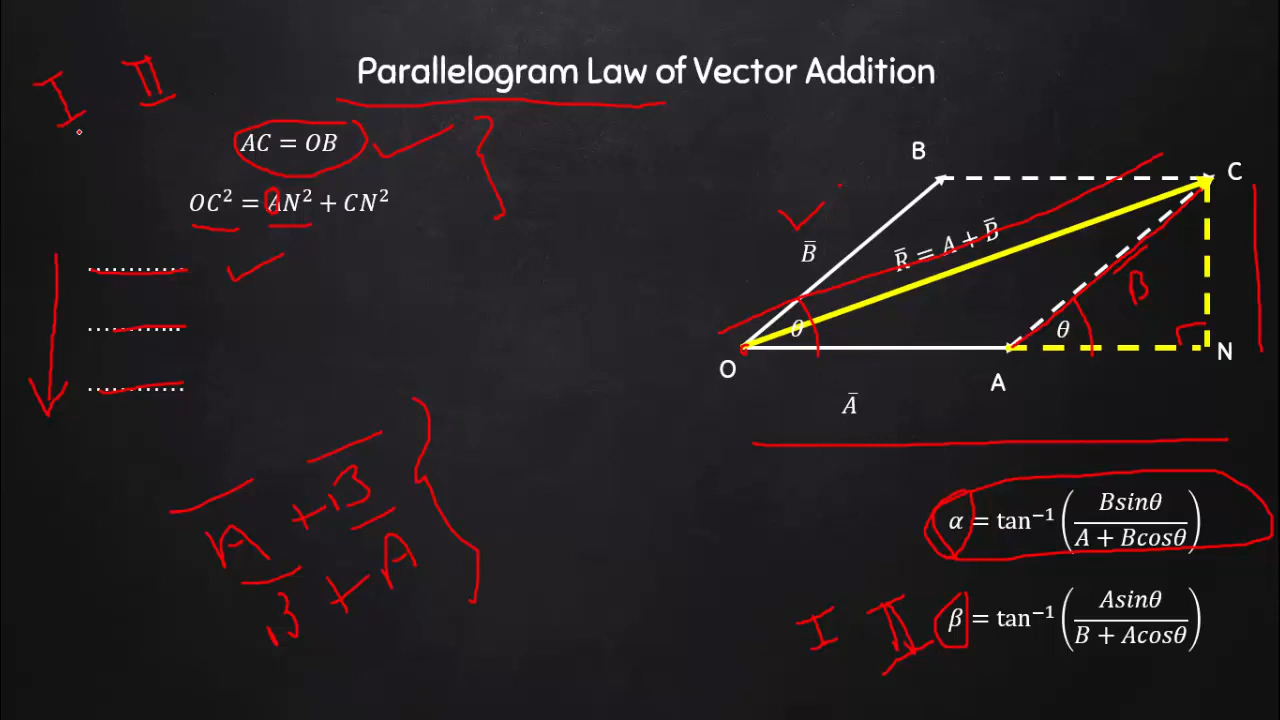 I II
Parallelogram Law of Vector Addition
AC = OB
OC² = ON² + CN²
....................
....................
....................
A + B
B + A
B
C
B̄
R̄ = A + B̄
B
θ
θ
O
A
N
Ā
α = tan⁻¹ (Bsinθ / A + Bcosθ)
I II
β = tan⁻¹ (Asinθ / B + Acosθ)